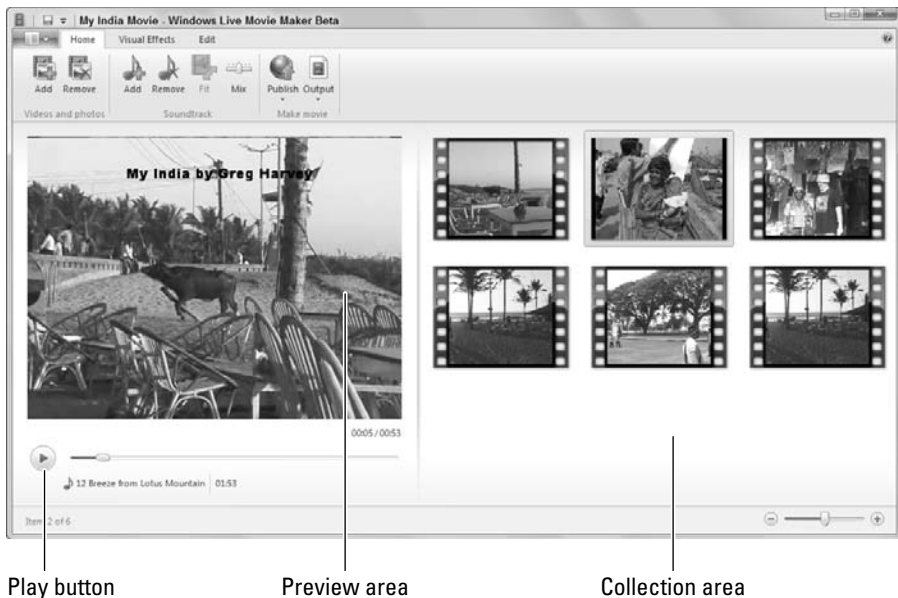 My India Movie - Windows Live Movie Maker Beta
Home Visual Effects Edit
Add Remove Add Remove Fit Mix Publish Output
Videos and photos Soundtrack Make movie
My India by Greg Harvey
00:05/00:53
12 Breeze from Lotus Mountain 01:53
Item 2 of 6
Play button Preview area Collection area